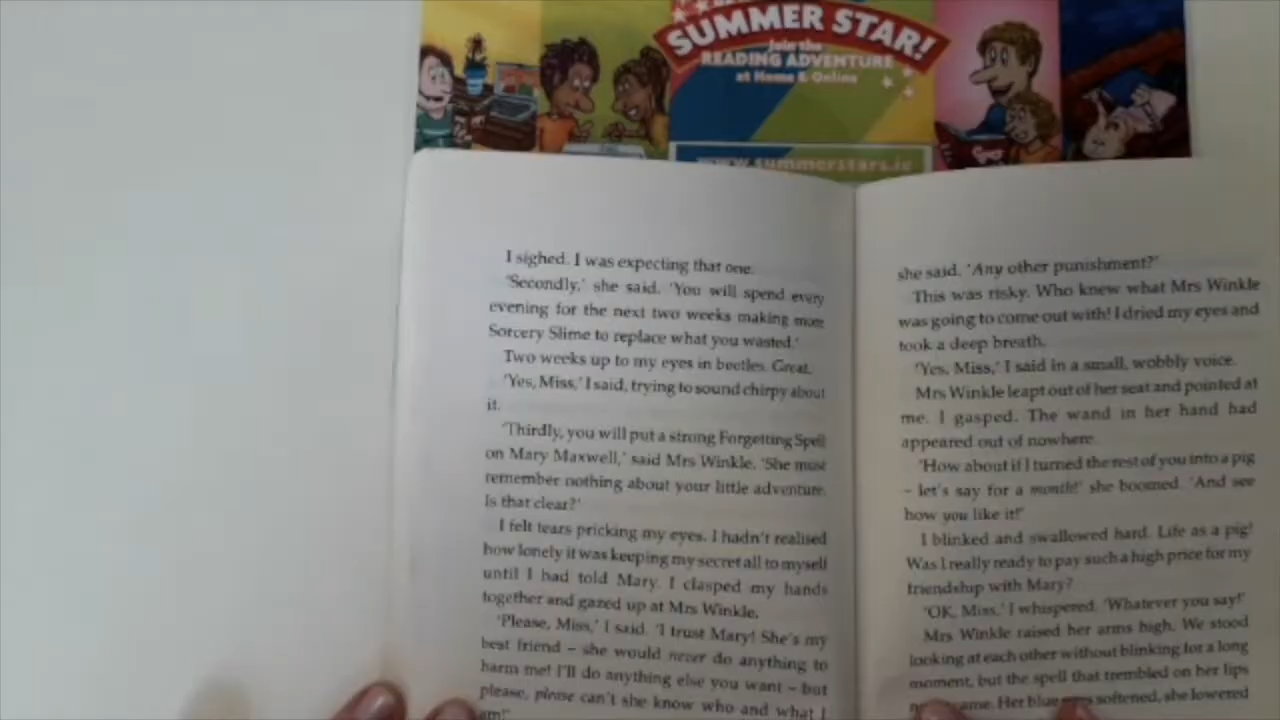 SUMMER STAR!
Join the
READING ADVENTURE
at Home & Online
www.summerstars.ie
I sighed. I was expecting that one.
'Secondly,' she said. 'You will spend every
evening for the next two weeks making more
Sorcery Slime to replace what you wasted.'
Two weeks up to my eyes in beetles. Great.
'Yes, Miss,' I said, trying to sound chirpy about
it.
'Thirdly, you will put a strong Forgetting Spell
on Mary Maxwell,' said Mrs Winkle. 'She must
remember nothing about your little adventure.
Is that clear?'
I felt tears pricking my eyes. I hadn't realised
how lonely it was keeping my secret all to myself
until I had told Mary. I clasped my hands
together and gazed up at Mrs Winkle.
'Please, Miss,' I said. 'I trust Mary! She's my
best friend – she would never do anything to
harm me! I'll do anything else you want – but
please, please can't she know who and what I
am?'
she said. 'Any other punishment?'
This was risky. Who knew what Mrs Winkle
was going to come out with! I dried my eyes and
took a deep breath.
'Yes, Miss,' I said in a small, wobbly voice.
Mrs Winkle leapt out of her seat and pointed at
me. I gasped. The wand in her hand had
appeared out of nowhere.
'How about if I turned the rest of you into a pig
– let's say for a month!' she boomed. 'And see
how you like it!'
I blinked and swallowed hard. Life as a pig!
Was I really ready to pay such a high price for my
friendship with Mary?
'OK, Miss,' I whispered. 'Whatever you say!'
Mrs Winkle raised her arms high. We stood
looking at each other without blinking for a long
moment, but the spell that trembled on her lips
came. Her blue softened, she lowered